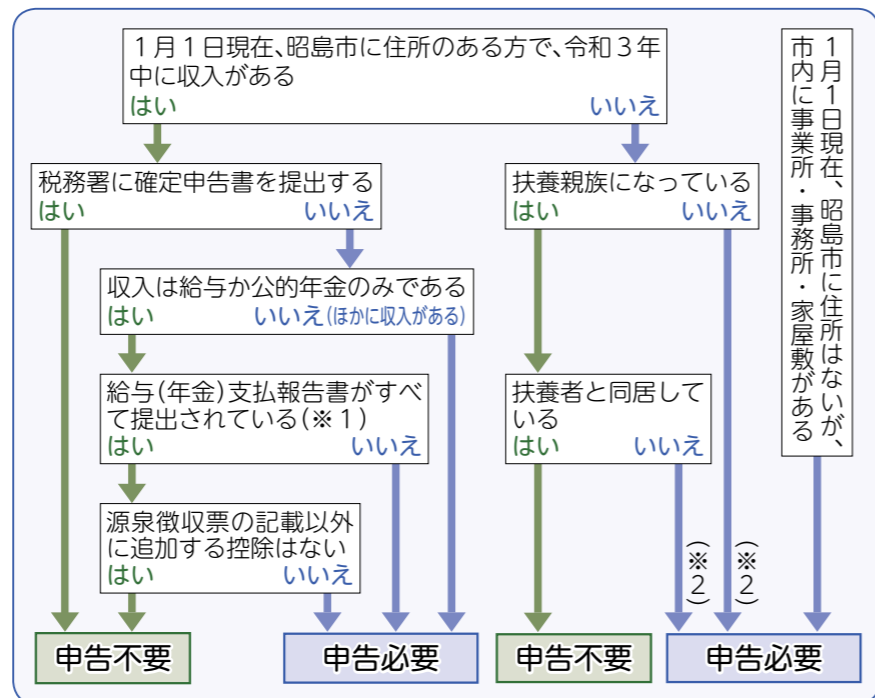 1月1日現在、昭島市に住所のある方で、令和3年
中に収入がある
はい いいえ
税務署に確定申告書を提出する
はい いいえ
収入は給与か公的年金のみである
はい いいえ(ほかに収入がある)
給与(年金)支払報告書がすべ
て提出されている(※1)
はい いいえ
源泉徴収票の記載以外
に追加する控除はない
はい いいえ
申告不要
申告必要
扶養親族になっている
はい いいえ
扶養者と同居して
いる
はい いいえ
(※2)
(※2)
申告不要
申告必要
1月1日現在、昭島市に住所はないが、
市内に事業所・事務所・家屋敷がある